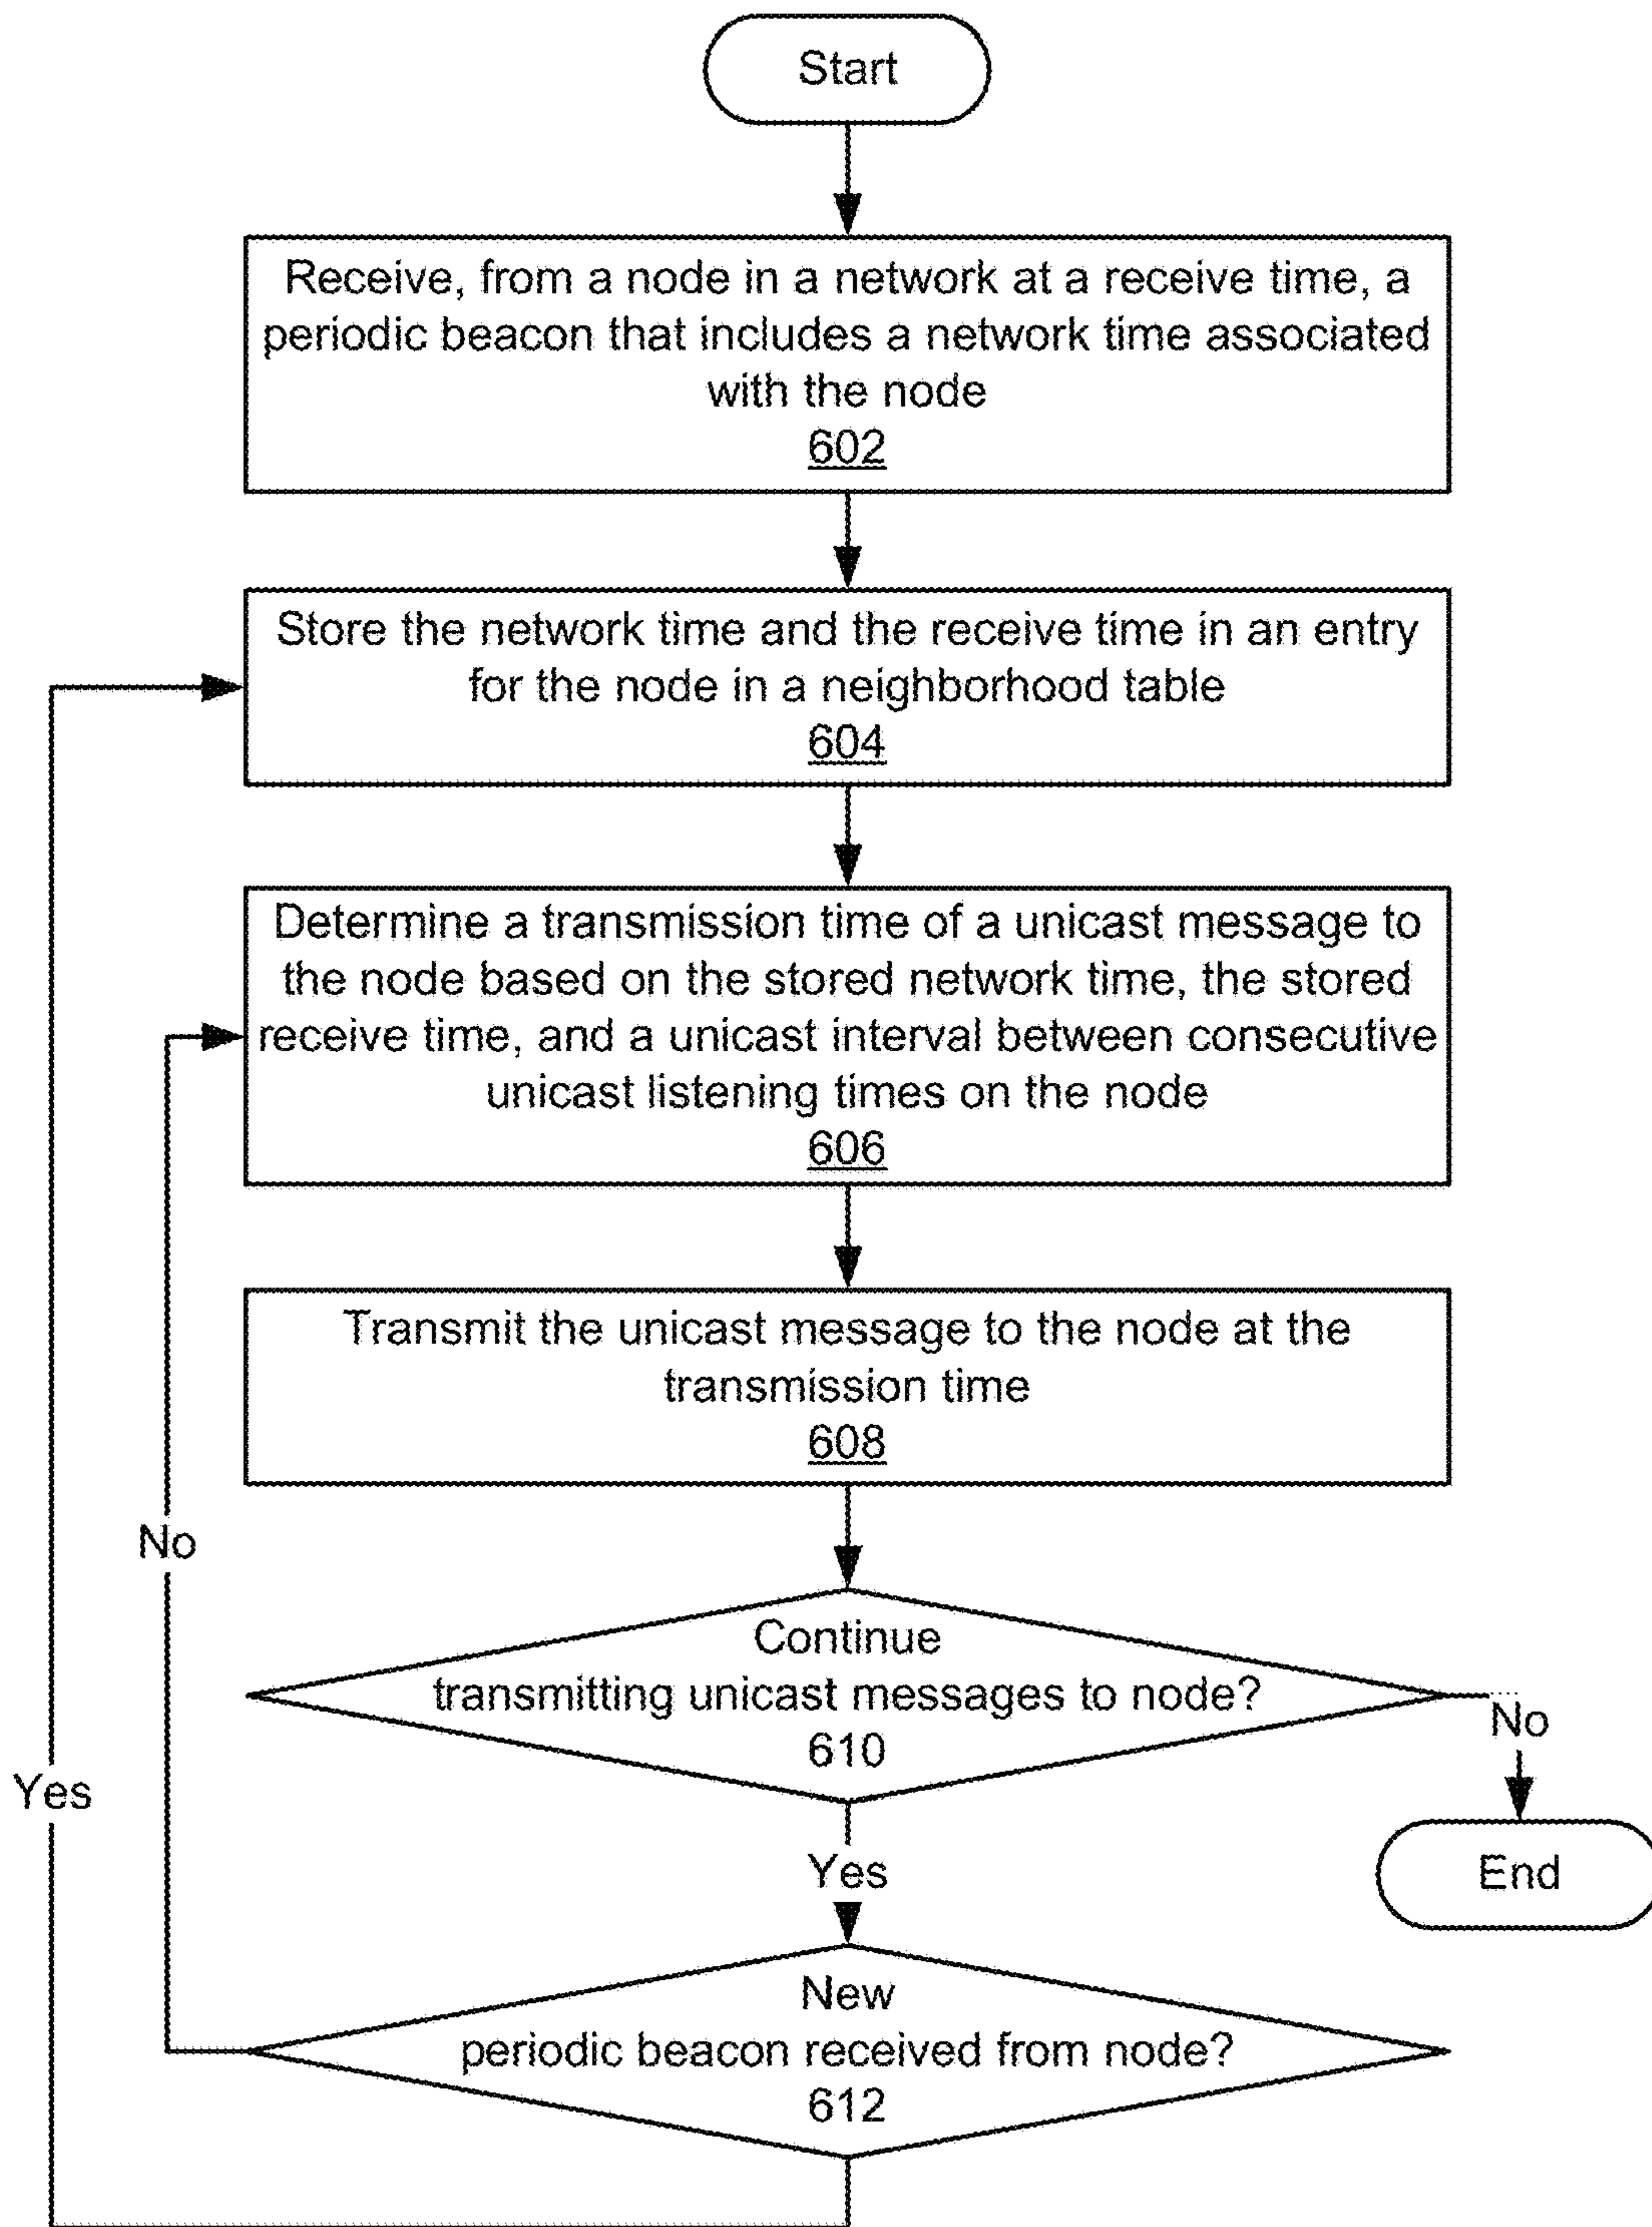 Start
Receive, from a node in a network at a receive time, a
periodic beacon that includes a network time associated
with the node
602
Store the network time and the receive time in an entry
for the node in a neighborhood table
604
Determine a transmission time of a unicast message to
the node based on the stored network time, the stored
receive time, and a unicast interval between consecutive
unicast listening times on the node
606
Transmit the unicast message to the node at the
transmission time
608
No
Continue
transmitting unicast messages to node?
610
No
Yes
Yes
End
New
periodic beacon received from node?
612